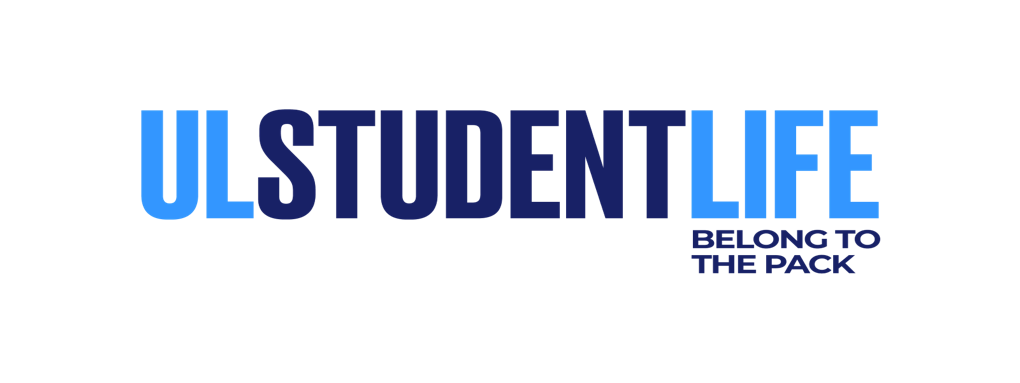 ULSTUDENTLIFE
BELONG TO
THE PACK